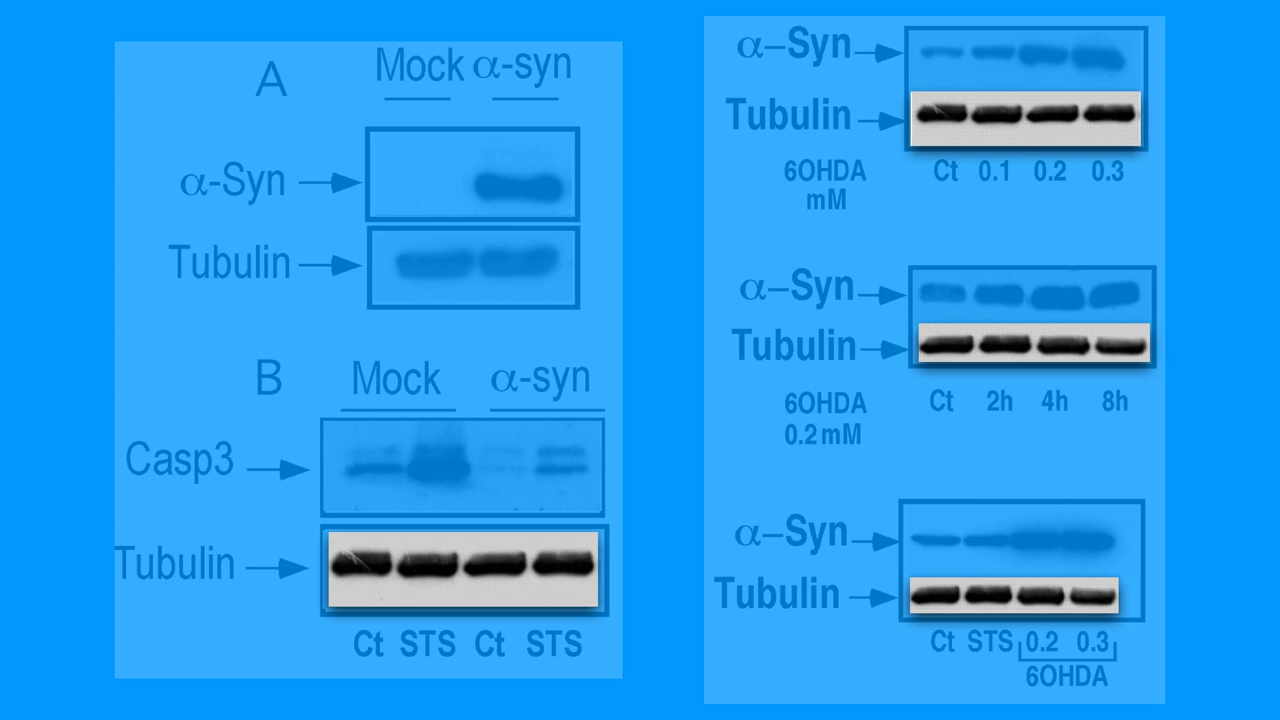 A
Mock α-syn
α-Syn
Tubulin
B
Mock α-syn
Casp3
Tubulin
Ct STS Ct STS
α–Syn
Tubulin
6OHDA Ct 0.1 0.2 0.3
mM
α–Syn
Tubulin
6OHDA Ct 2h 4h 8h
0.2 mM
α–Syn
Tubulin
Ct STS 0.2 0.3
6OHDA